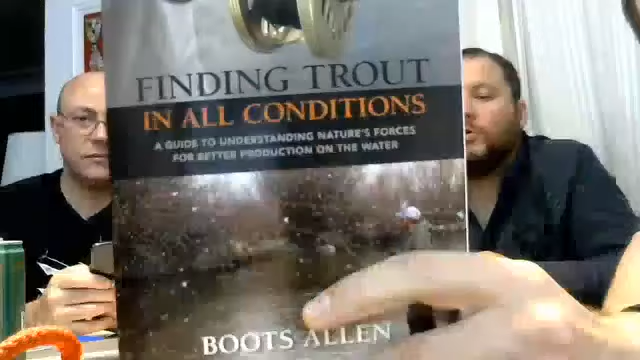 FINDING TROUT
IN ALL CONDITIONS
A GUIDE TO UNDERSTANDING NATURE'S FORCES
FOR BETTER PRODUCTION ON THE WATER
BOOTS ALLEN